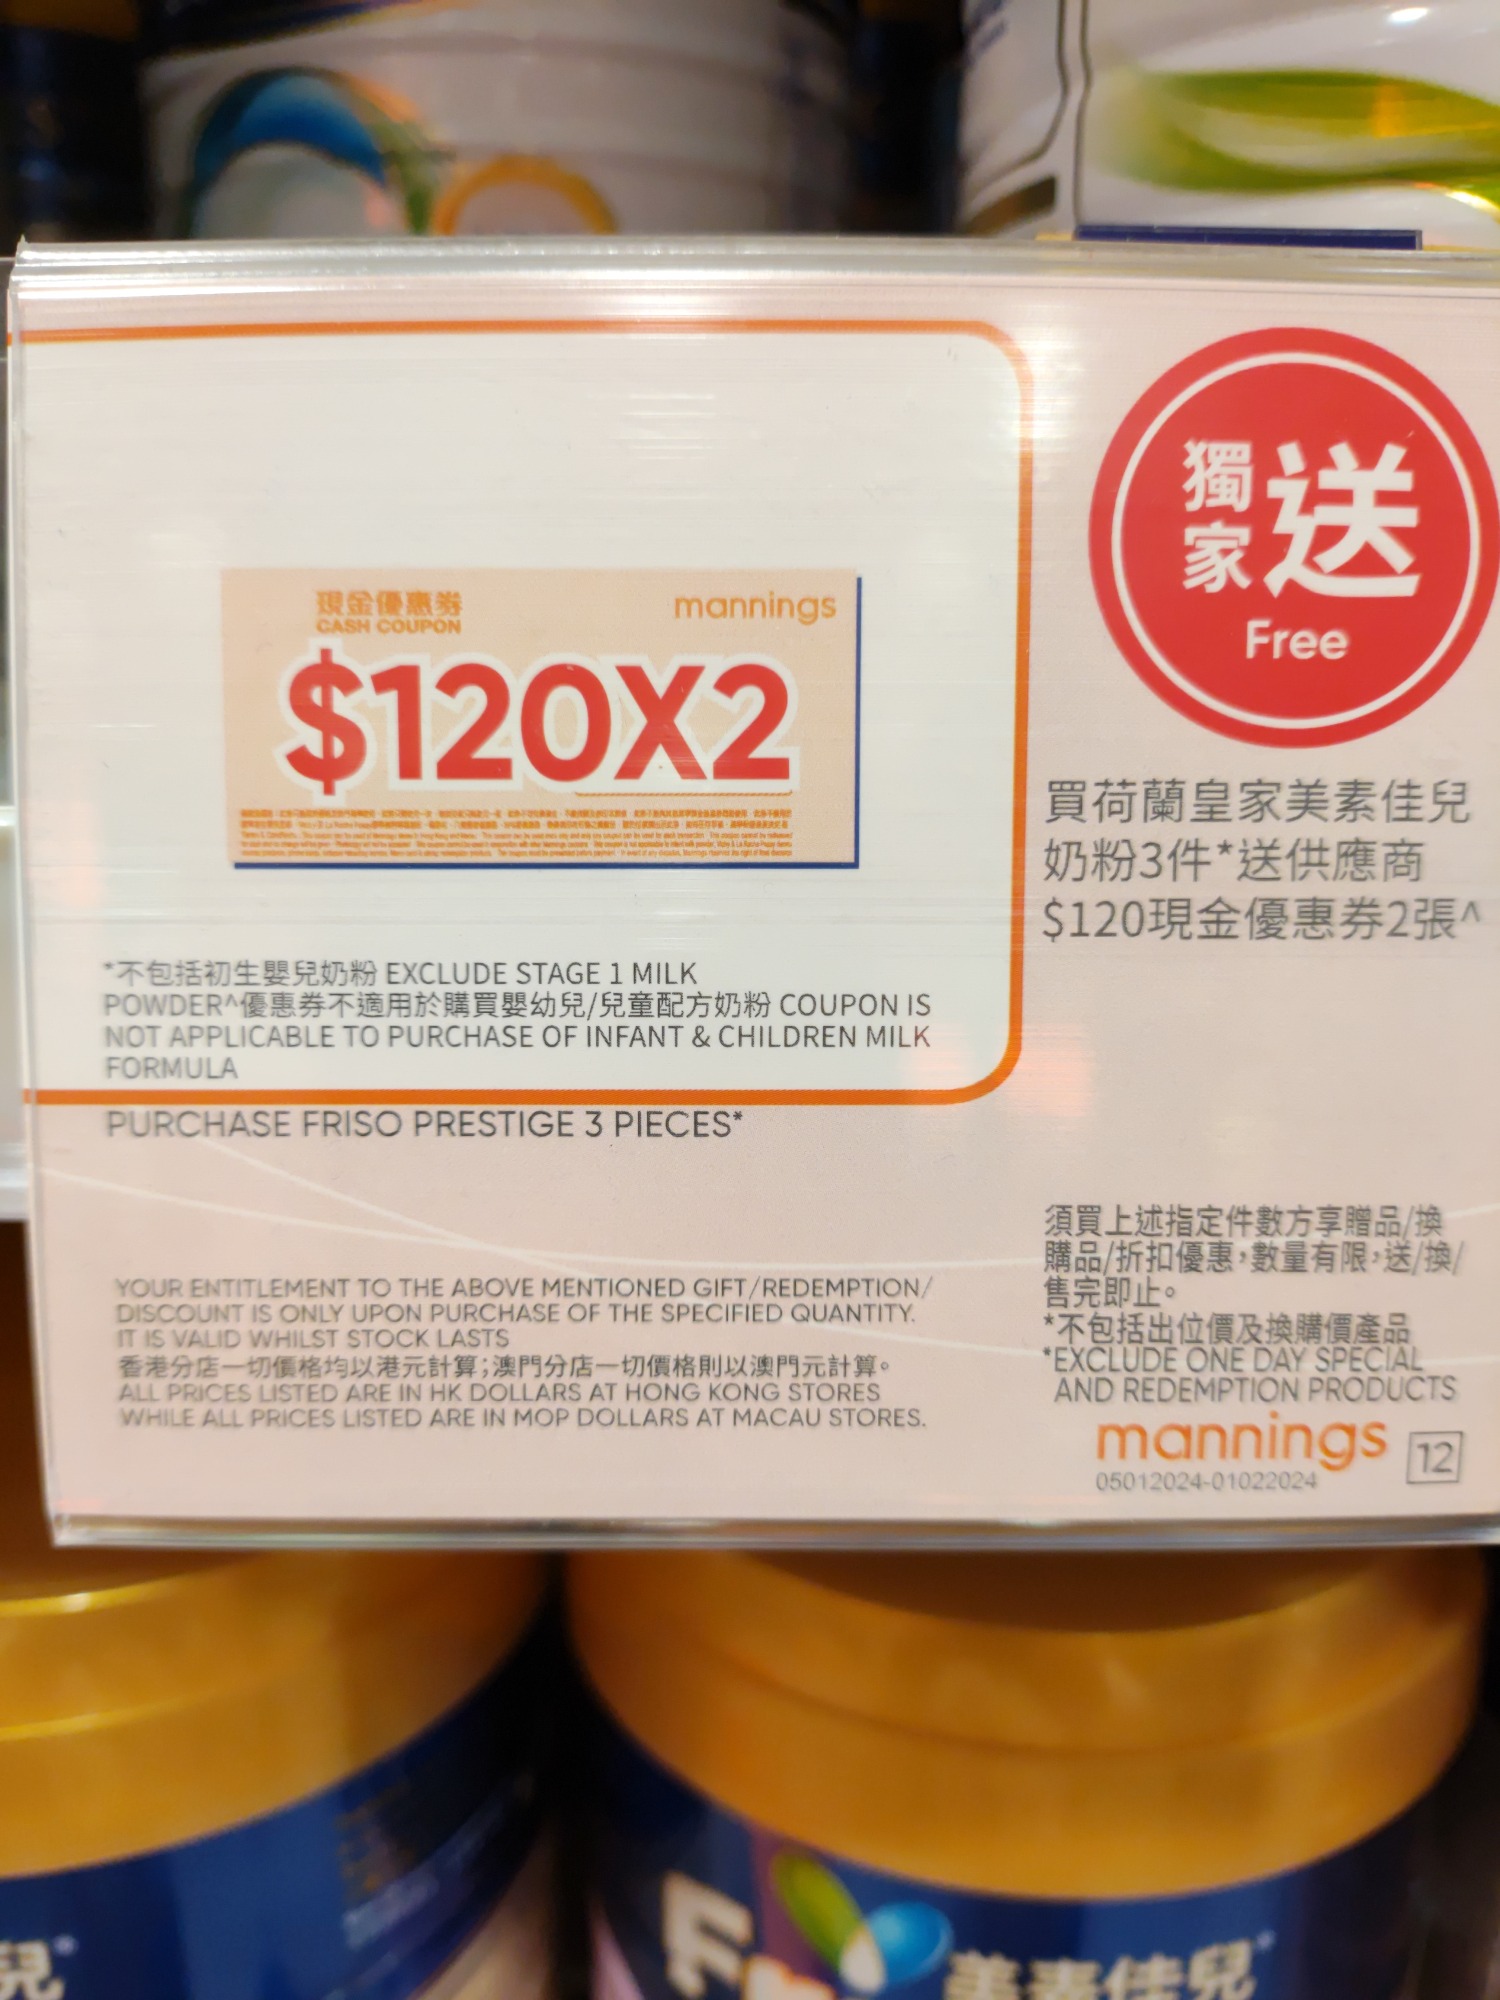 獨家送
Free
現金優惠券
CASH COUPON
mannings
$120X2
買荷蘭皇家美素佳兒
奶粉3件*送供應商
$120現金優惠券2張^
*不包括初生嬰兒奶粉 EXCLUDE STAGE 1 MILK
POWDER^優惠券不適用於購買嬰幼兒/兒童配方奶粉 COUPON IS
NOT APPLICABLE TO PURCHASE OF INFANT & CHILDREN MILK
FORMULA
PURCHASE FRISO PRESTIGE 3 PIECES*
YOUR ENTITLEMENT TO THE ABOVE MENTIONED GIFT/REDEMPTION/
DISCOUNT IS ONLY UPON PURCHASE OF THE SPECIFIED QUANTITY.
IT IS VALID WHILST STOCK LASTS
香港分店一切價格均以港元計算;澳門分店一切價格則以澳門元計算。
ALL PRICES LISTED ARE IN HK DOLLARS AT HONG KONG STORES
WHILE ALL PRICES LISTED ARE IN MOP DOLLARS AT MACAU STORES.
須買上述指定件數方享贈品/換
購品/折扣優惠,數量有限,送/換/
售完即止。
*不包括出位價及換購價產品
*EXCLUDE ONE DAY SPECIAL
AND REDEMPTION PRODUCTS
mannings
12
05012024-01022024
兒
美素佳兒